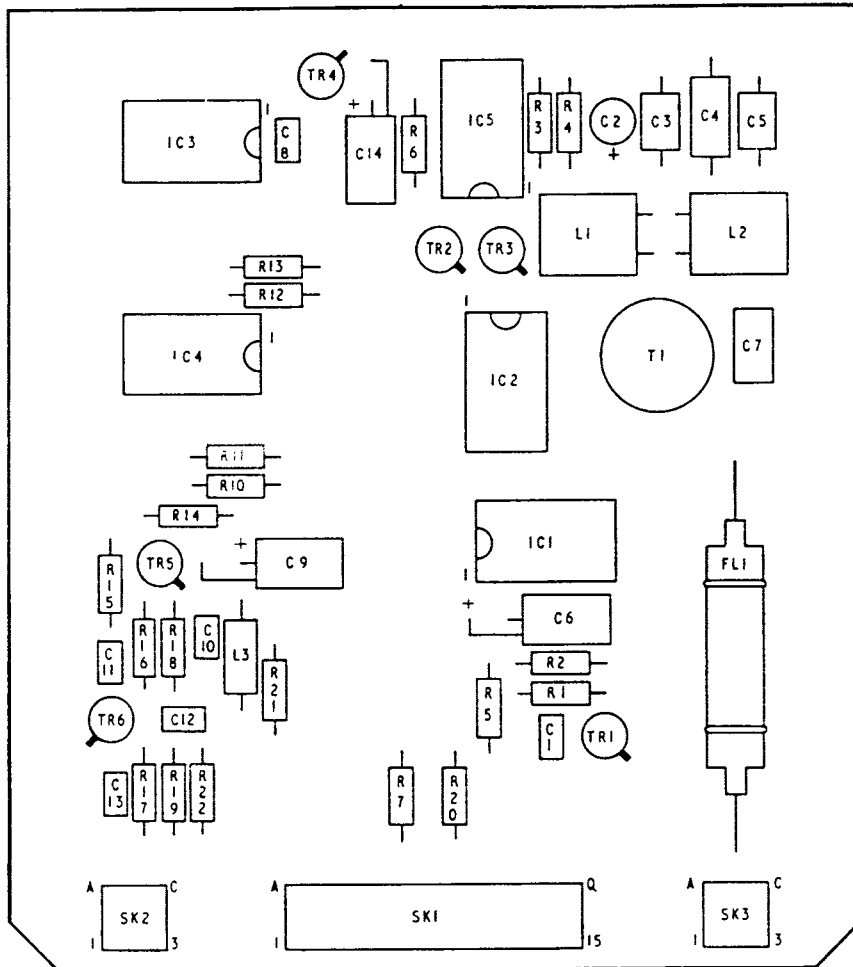 TR4
+
IC3
1
C8
C14
R6
IC5
1
R3
R4
C2
+
C3
C4
C5
TR2
TR3
L1
L2
R13
R12
IC4
1
1
IC2
T1
C7
R11
R10
R14
IC1
1
FL1
R15
TR5
+
C9
+
C6
R16
R18
C10
L3
C11
R21
R2
R1
R5
TR6
C12
C1
TR1
C13
R17
R19
R22
R7
R20
A
C
SK2
1
3
A
Q
SK1
1
15
A
C
SK3
1
3